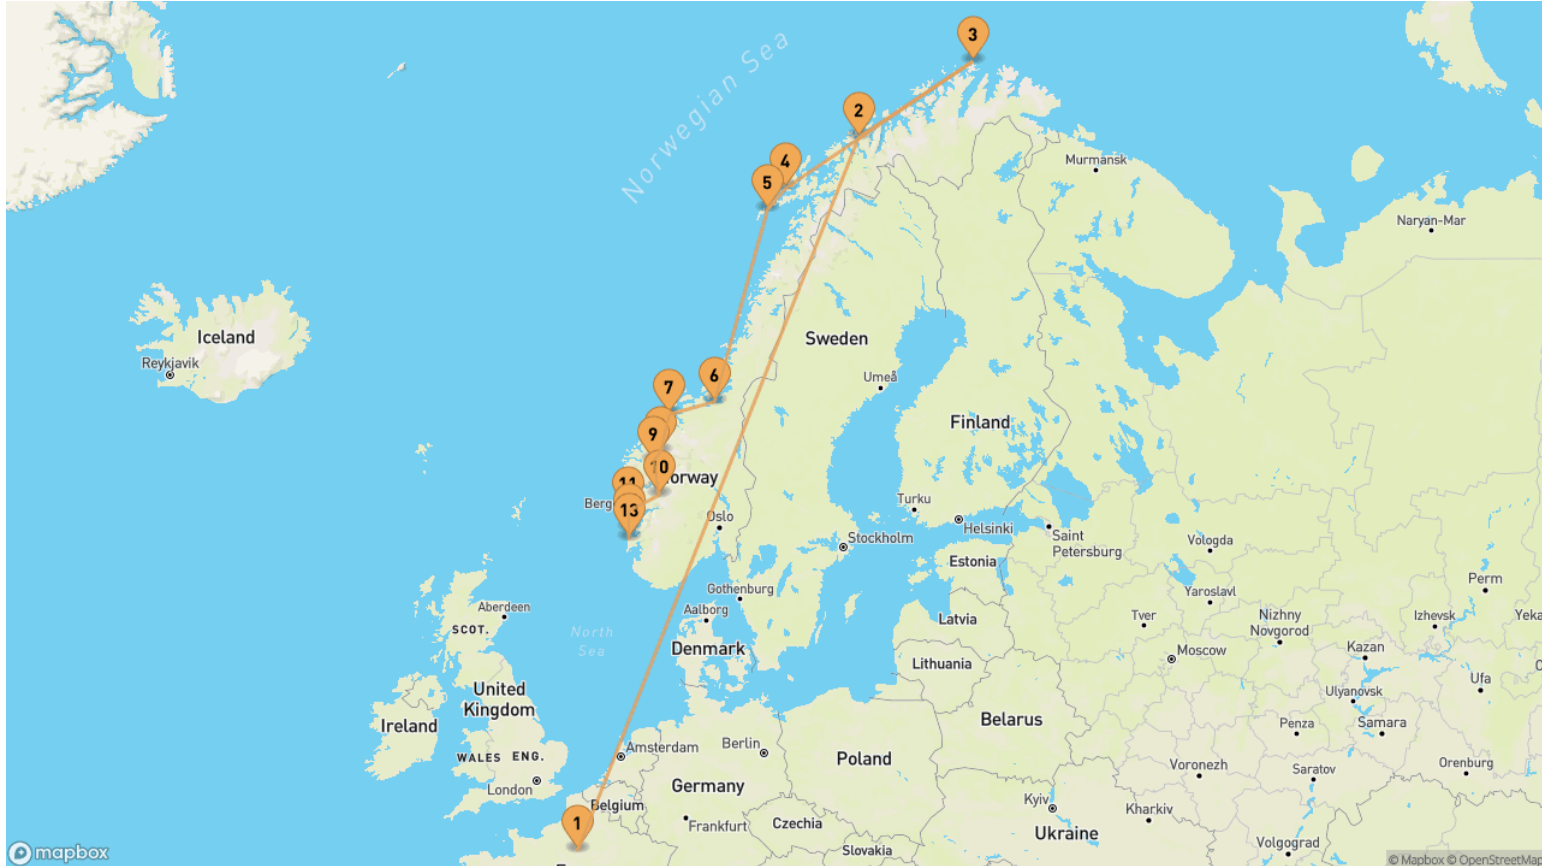 3
2
Norwegian Sea
4
Murmansk
5
Naryan-Mar
Iceland
Sweden
Reykjavik
6
Umeå
7
Finland
9
10
orway
11
Berg
Turku
13
Oslo
Helsinki
Saint
Petersburg
Stockholm
Vologda
Estonia
Perm
Gothenburg
Yaroslavl
Aberdeen
Aalborg
Latvia
Tver
Nizhny
Novgorod
Izhevsk
Yeka
SCOT.
North
Sea
Denmark
Moscow
Kazan
Lithuania
Ufa
United
Kingdom
Ulyanovsk
Ireland
Belarus
Penza
Samara
Amsterdam
Berlin
WALES ENG.
Poland
Voronezh
Orenburg
Saratov
London
Germany
Belgium
Kyiv
Kharkiv
1
Frankfurt
Czechia
Ukraine
Volgograd
Slovakia
mapbox
© Mapbox © OpenStreetMap